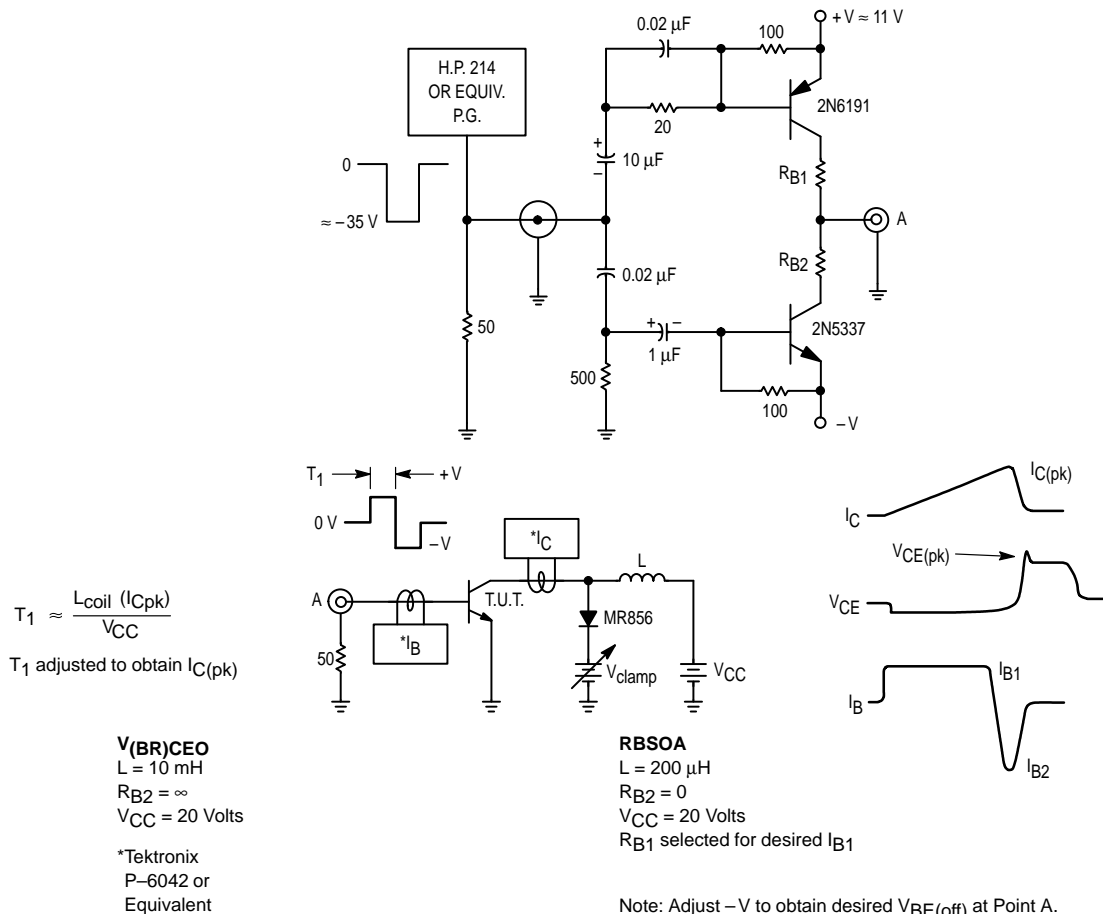 + V ≈ 11 V
0.02 μF
100
H.P. 214
OR EQUIV.
P.G.
2N6191
20
0
+
10 μF
–
RB1
≈ –35 V
A
RB2
0.02 μF
50
+ –
2N5337
1 μF
500
100
– V
T1
+ V
0 V
–V
*IC
L
IC(pk)
IC
VCE(pk)
A
T.U.T.
MR856
VCE
T1 ≈ Lcoil (ICpk)
VCC
*IB
50
Vclamp
VCC
T1 adjusted to obtain IC(pk)
IB1
IB
IB2
V(BR)CEO
L = 10 mH
RB2 = ∞
VCC = 20 Volts
*Tektronix
P–6042 or
Equivalent
RBSOA
L = 200 μH
RB2 = 0
VCC = 20 Volts
RB1 selected for desired IB1
Note: Adjust – V to obtain desired VBE(off) at Point A.